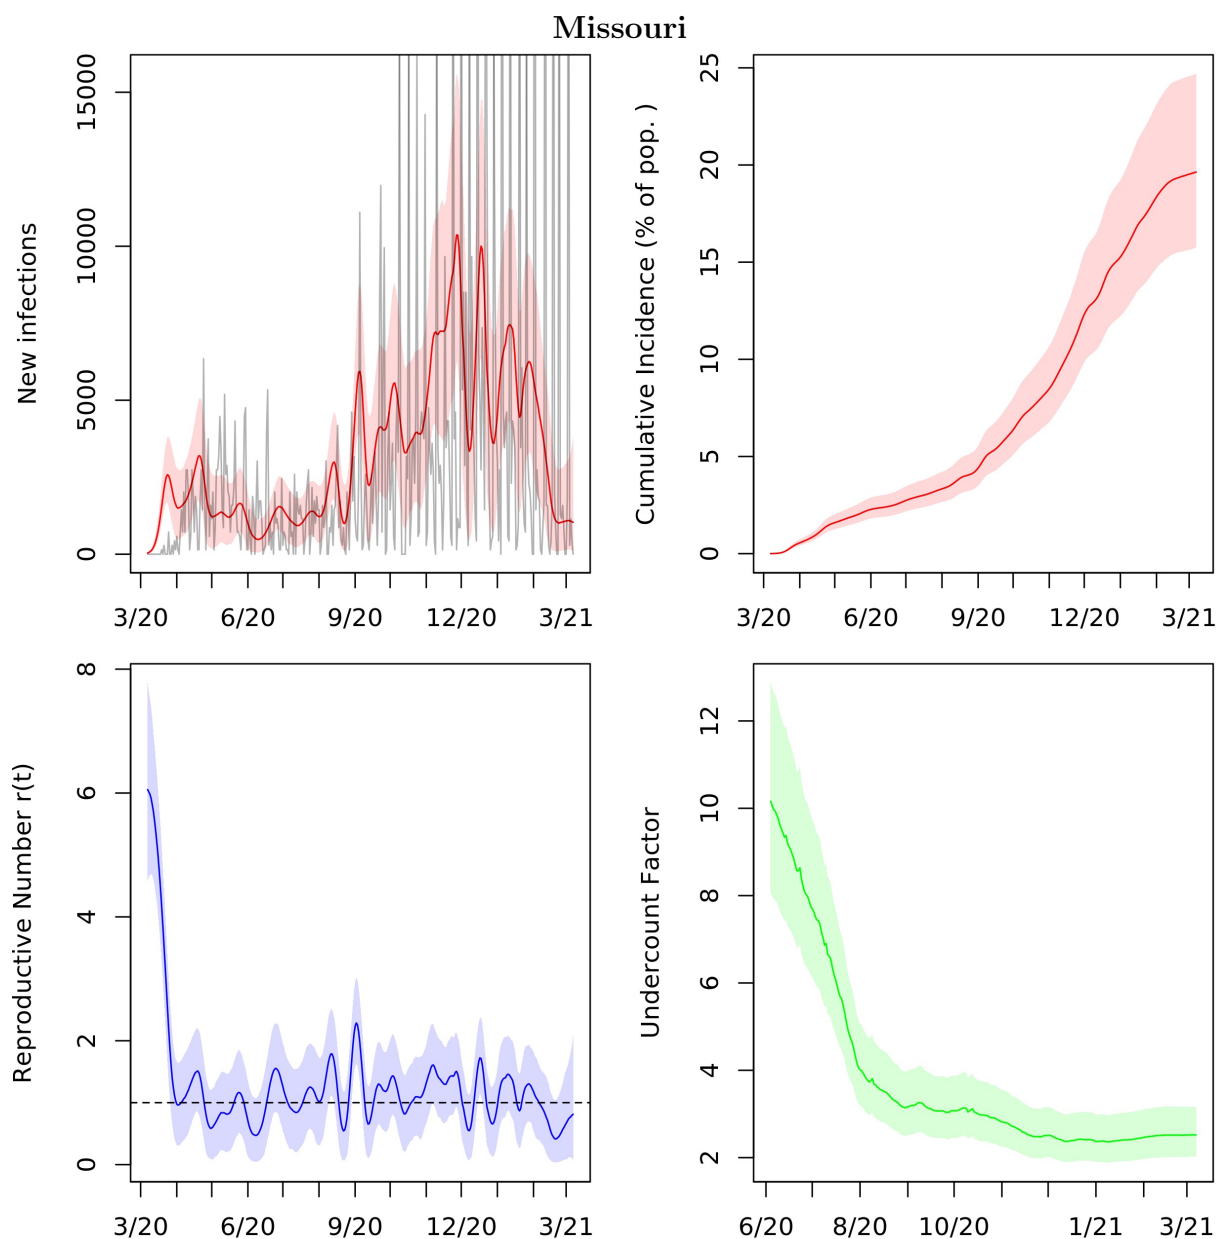 Missouri
New infections
15000
10000
5000
0
3/20 6/20 9/20 12/20 3/21
Cumulative Incidence (% of pop. )
25
20
15
10
5
0
3/20 6/20 9/20 12/20 3/21
Reproductive Number r(t)
8
6
4
2
0
3/20 6/20 9/20 12/20 3/21
Undercount Factor
12
10
8
6
4
2
6/20 8/20 10/20 1/21 3/21